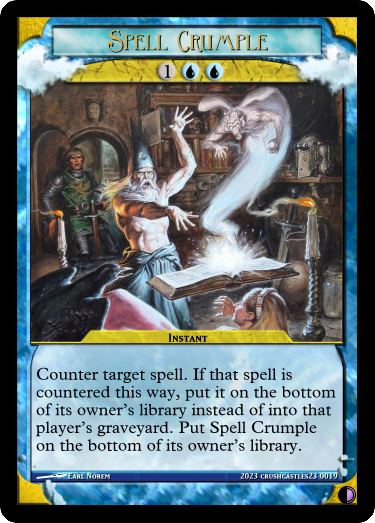 Spell Crumple
1
Instant
Counter target spell. If that spell is
countered this way, put it on the bottom
of its owner's library instead of into that
player's graveyard. Put Spell Crumple
on the bottom of its owner's library.
Earl Norem
2023 crushcastles23 0019